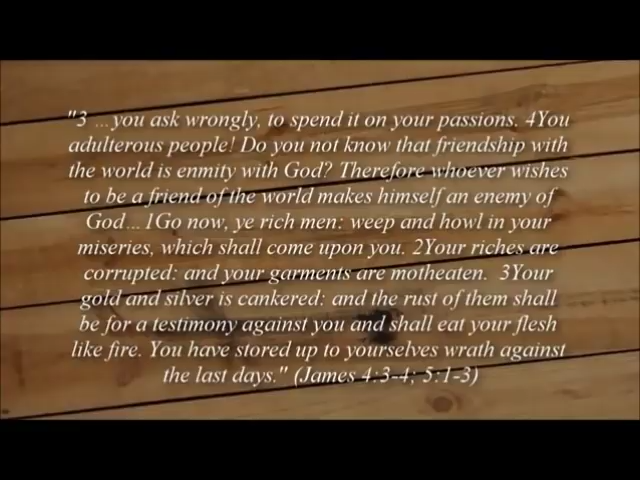 "3 ...you ask wrongly, to spend it on your passions. 4You
adulterous people! Do you not know that friendship with
the world is enmity with God? Therefore whoever wishes
to be a friend of the world makes himself an enemy of
God...1Go now, ye rich men: weep and howl in your
miseries, which shall come upon you. 2Your riches are
corrupted: and your garments are motheaten.  3Your
gold and silver is cankered: and the rust of them shall
be for a testimony against you and shall eat your flesh
like fire. You have stored up to yourselves wrath against
the last days." (James 4:3-4; 5:1-3)